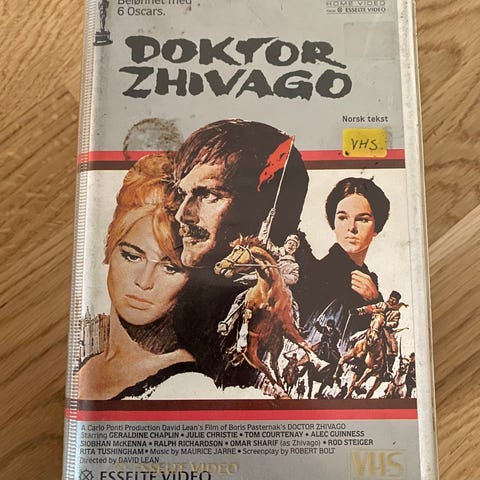 Belønnet med
6 Oscars.
HOME VIDEO
ESSELTE VIDEO
DOKTOR
ZHIVAGO
Norsk tekst
VHS
A Carlo Ponti Production David Lean's Film of Boris Pasternak's DOCTOR ZHIVAGO
Starring GERALDINE CHAPLIN • JULIE CHRISTIE • TOM COURTENAY • ALEC GUINNESS
SIOBHAN McKENNA • RALPH RICHARDSON • OMAR SHARIF (as Zhivago) • ROD STEIGER
RITA TUSHINGHAM • Music by MAURICE JARRE • Screenplay by ROBERT BOLT
Directed by DAVID LEAN
ESSELTE VIDEO
VHS
ESSELTE VIDEO